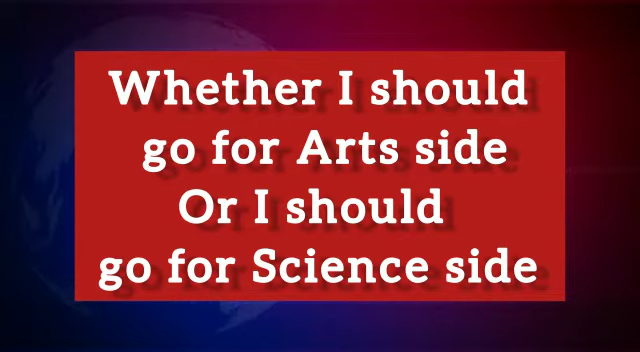 Whether I should
go for Arts side
Or I should
go for Science side